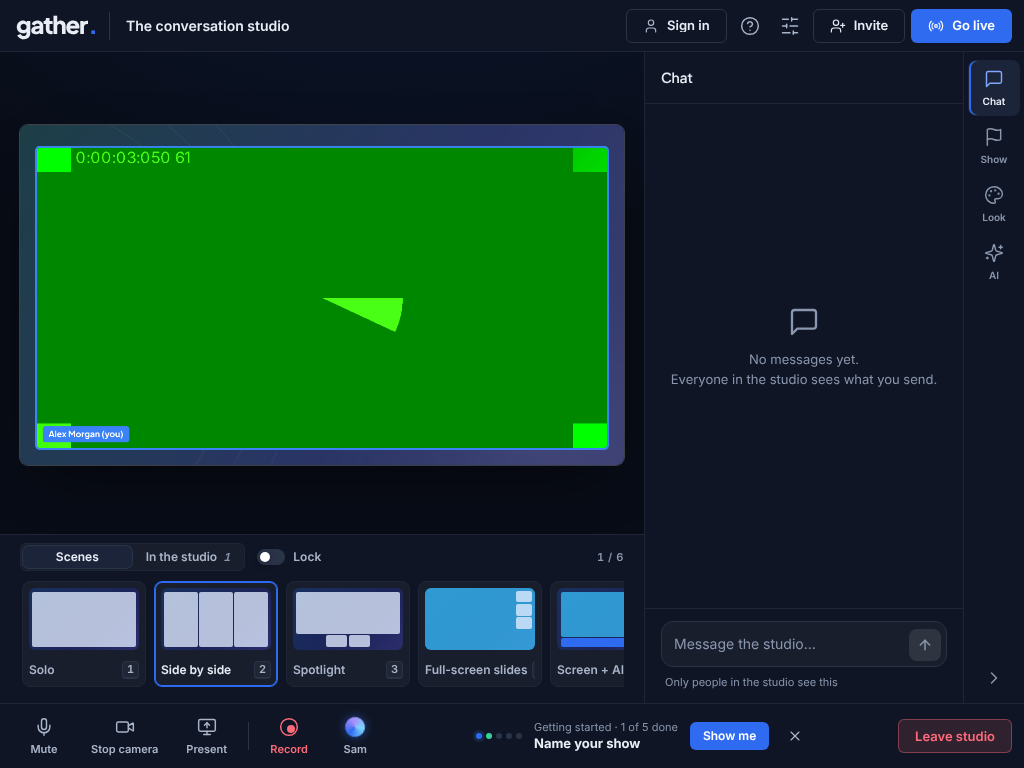 gather.
The conversation studio
Sign in
Invite
Go live
Chat
0:00:03:050 61
Alex Morgan (you)
No messages yet.
Everyone in the studio sees what you send.
Chat
Show
Look
AI
Scenes
In the studio 1
Lock
1 / 6
Solo 1
Side by side 2
Spotlight 3
Full-screen slides
Screen + AI
Message the studio...
Only people in the studio see this
Mute
Stop camera
Present
Record
Sam
Getting started · 1 of 5 done
Name your show
Show me
Leave studio